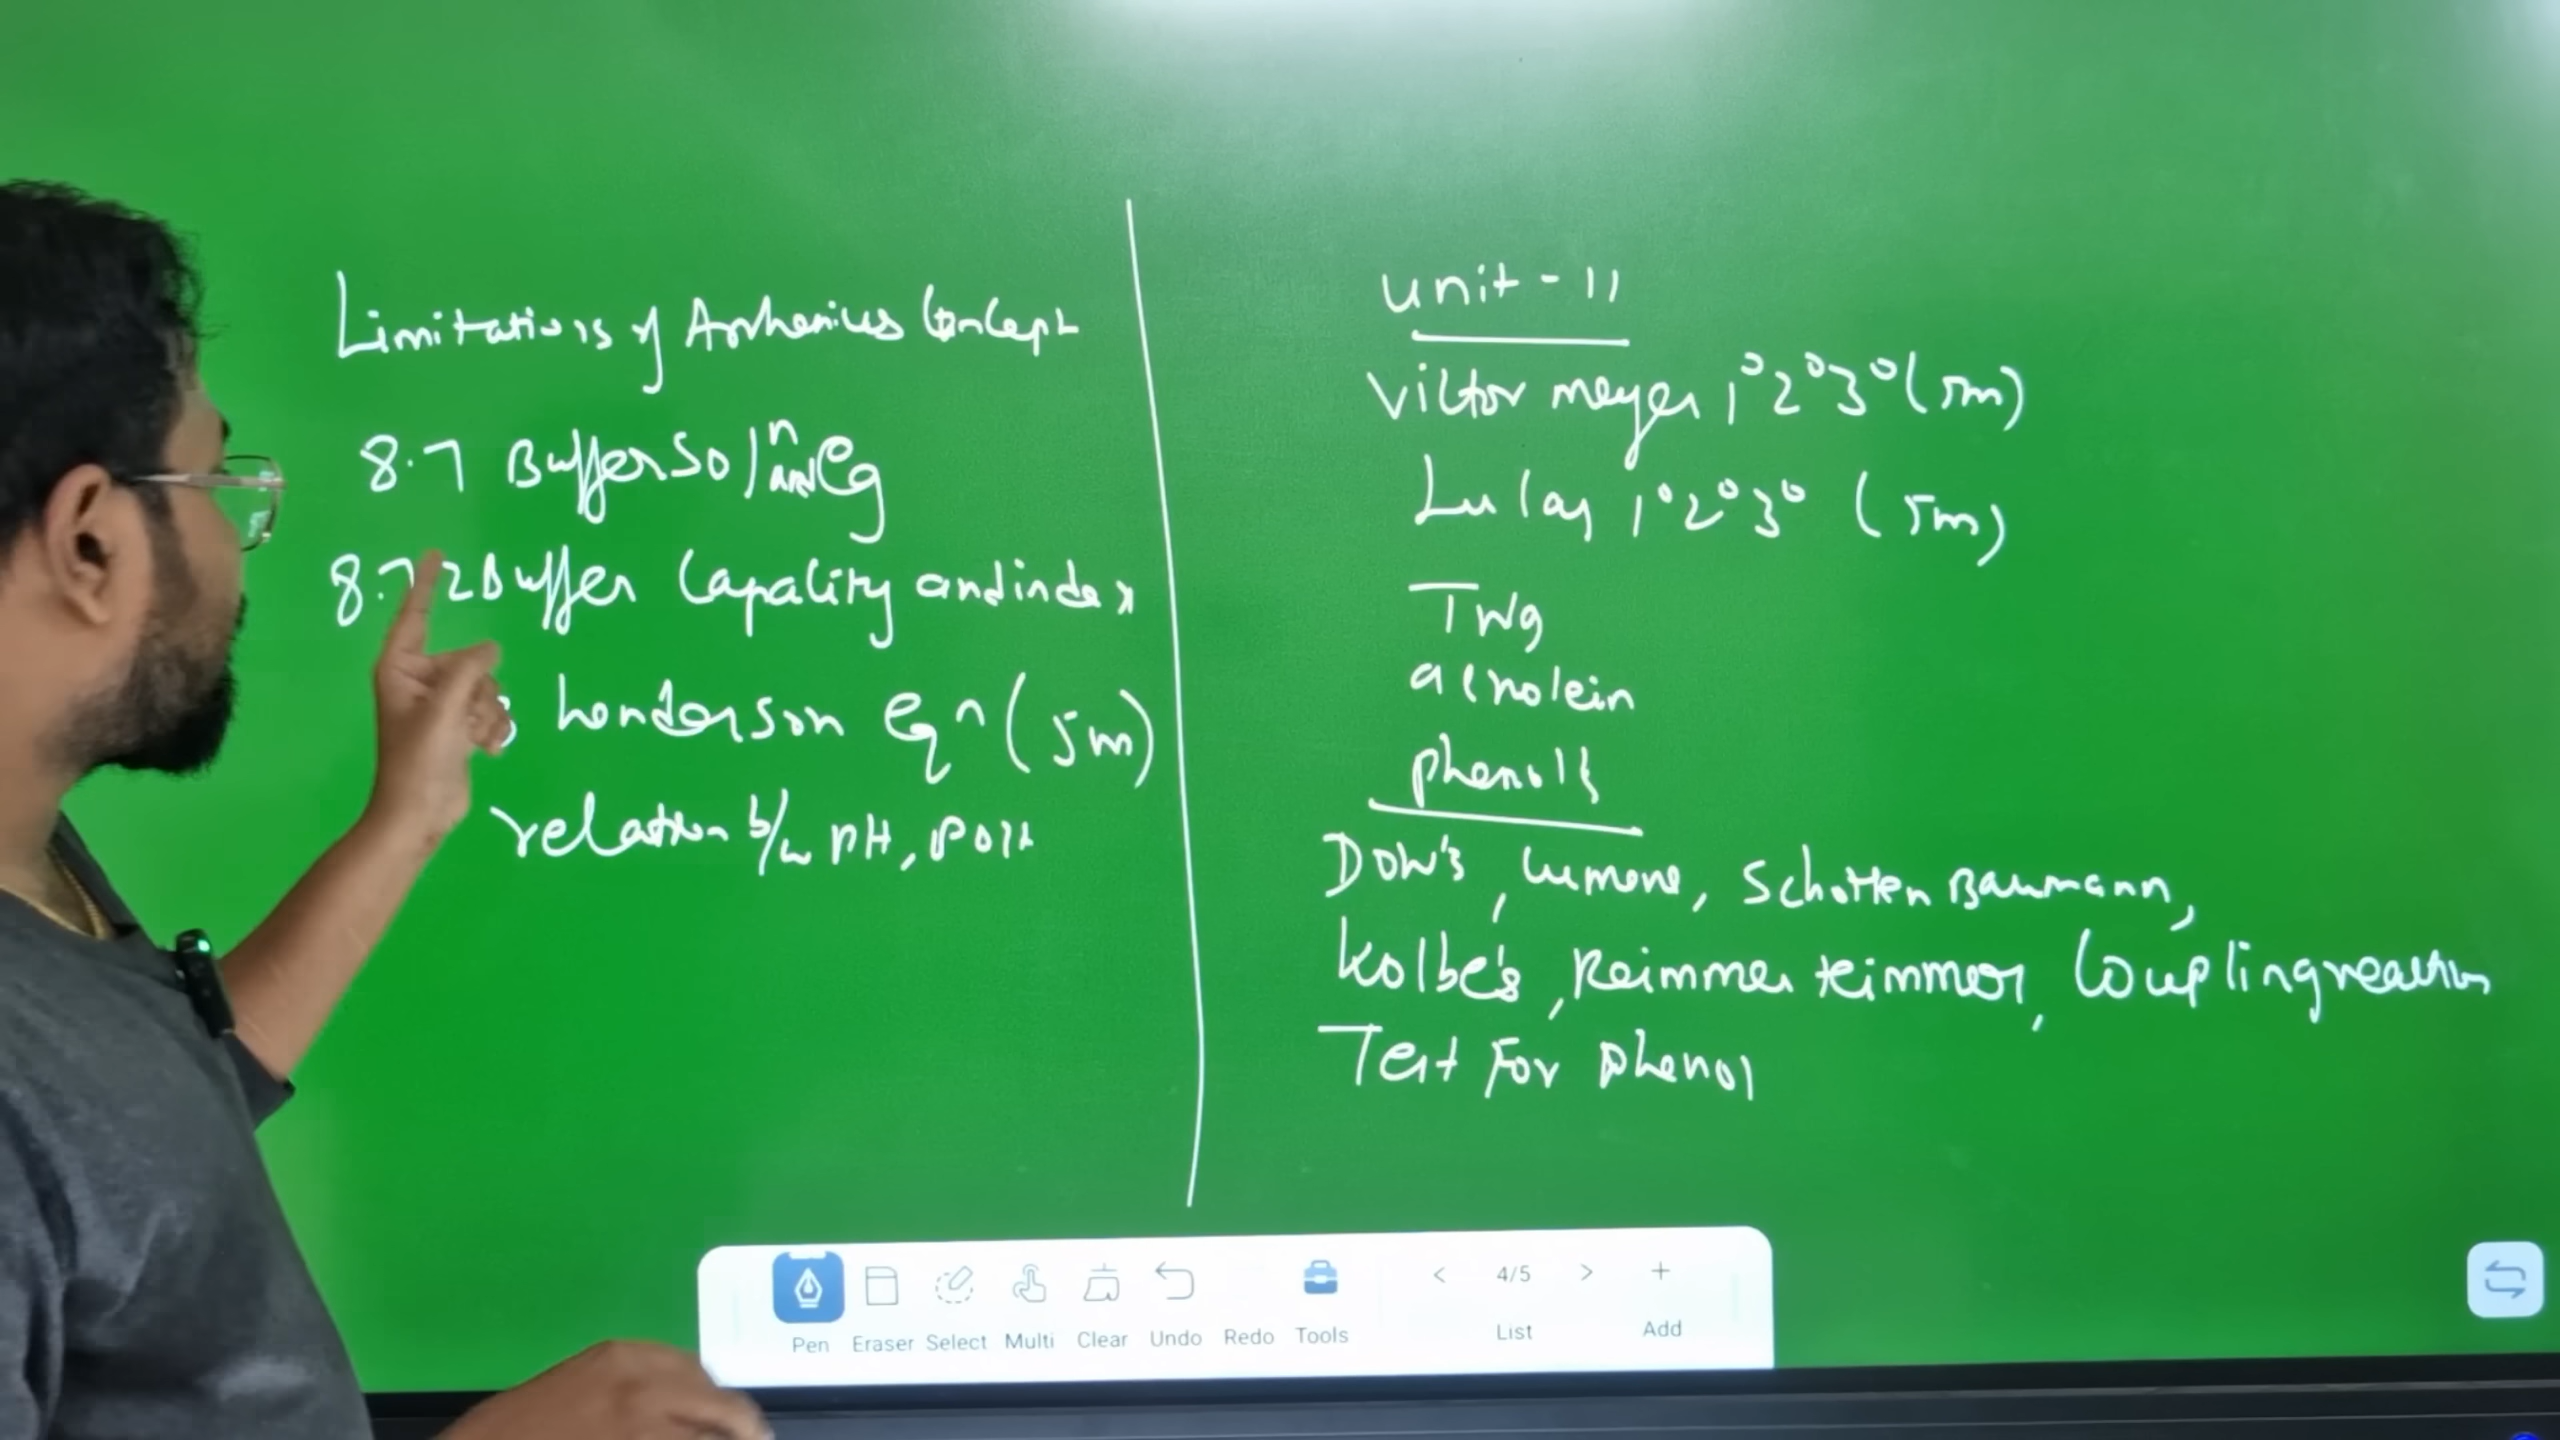 Limitations of Arrhenius Concept
8.7 Buffer Sol^n and eg
8.7 2 Buffer Capacity and index
henderson eq^n (5m)
relation b/w pH, pOH
unit - 11
Victor meyer 1° 2° 3° (5m)
Lucas 1° 2° 3° (5m)
acrolein
phenols
Dow's, cumene, Schotten Baumann,
Kolbe's, Reimmer teimmer, Coupling reaction
Test For phenol
Pen Eraser Select Multi Clear Undo Redo Tools
< 4/5 > +
List Add